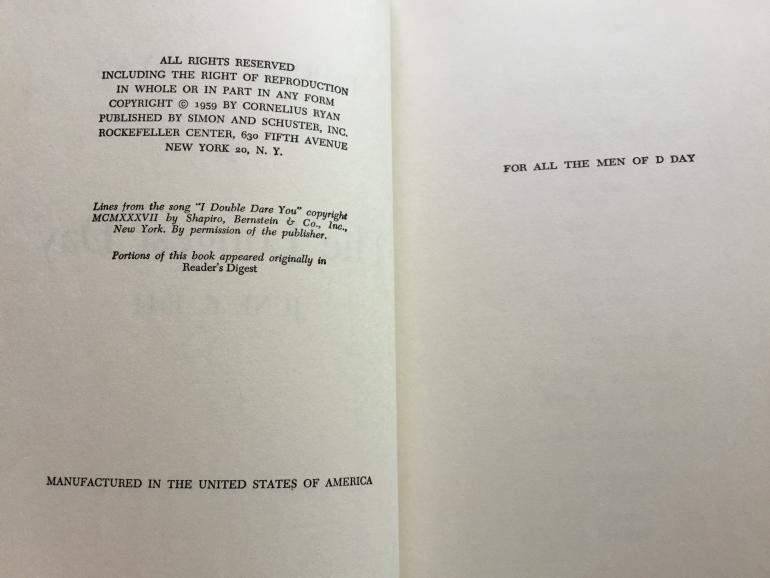 ALL RIGHTS RESERVED
INCLUDING THE RIGHT OF REPRODUCTION
IN WHOLE OR IN PART IN ANY FORM
COPYRIGHT © 1959 BY CORNELIUS RYAN
PUBLISHED BY SIMON AND SCHUSTER, INC.
ROCKEFELLER CENTER, 630 FIFTH AVENUE
NEW YORK 20, N. Y.
Lines from the song "I Double Dare You" copyright
MCMXXXVII by Shapiro, Bernstein & Co., Inc.,
New York. By permission of the publisher.
Portions of this book appeared originally in
Reader's Digest
MANUFACTURED IN THE UNITED STATES OF AMERICA
FOR ALL THE MEN OF D DAY